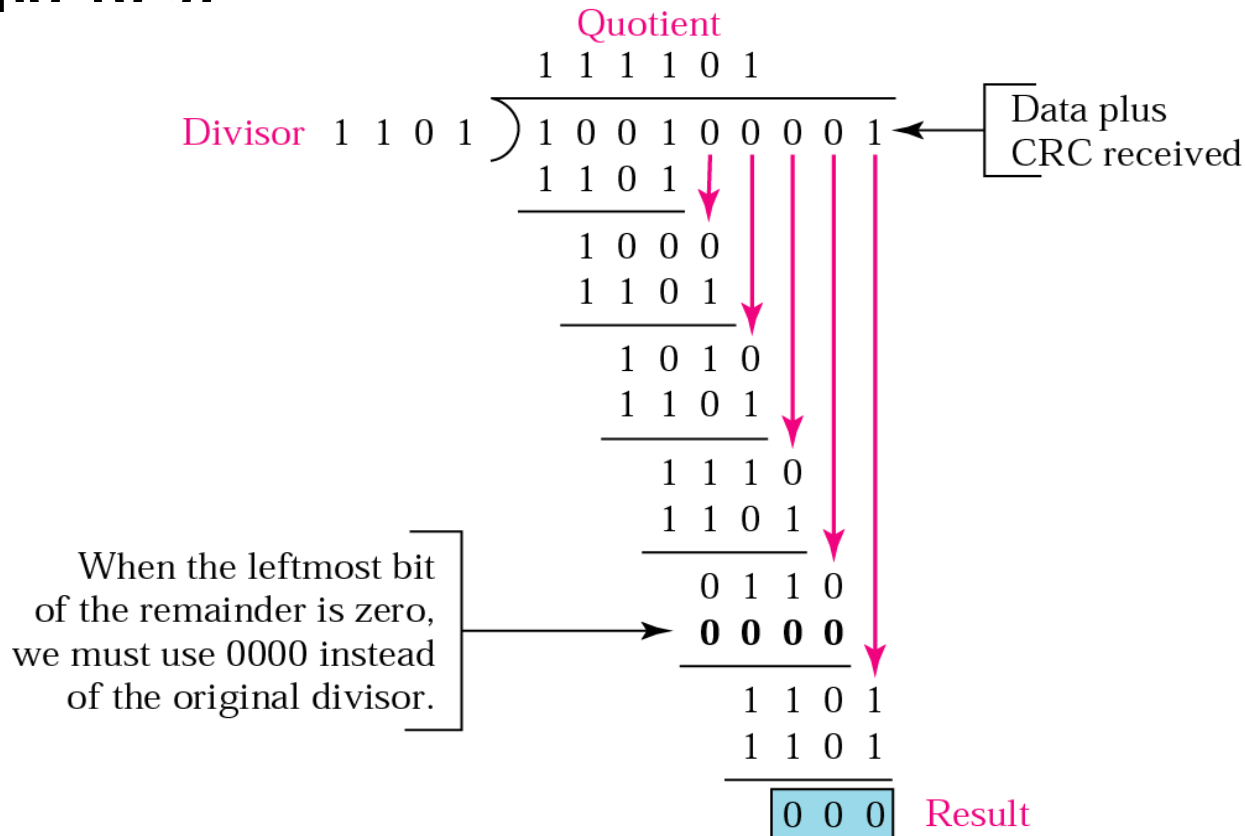 Quotient
1 1 1 1 0 1
Divisor 1 1 0 1 1 0 0 1 0 0 0 0 1
Data plus
CRC received
1 1 0 1
1 0 0 0
1 1 0 1
1 0 1 0
1 1 0 1
1 1 1 0
1 1 0 1
When the leftmost bit
of the remainder is zero,
we must use 0000 instead
of the original divisor.
0 1 1 0
0 0 0 0
1 1 0 1
1 1 0 1
0 0 0 Result